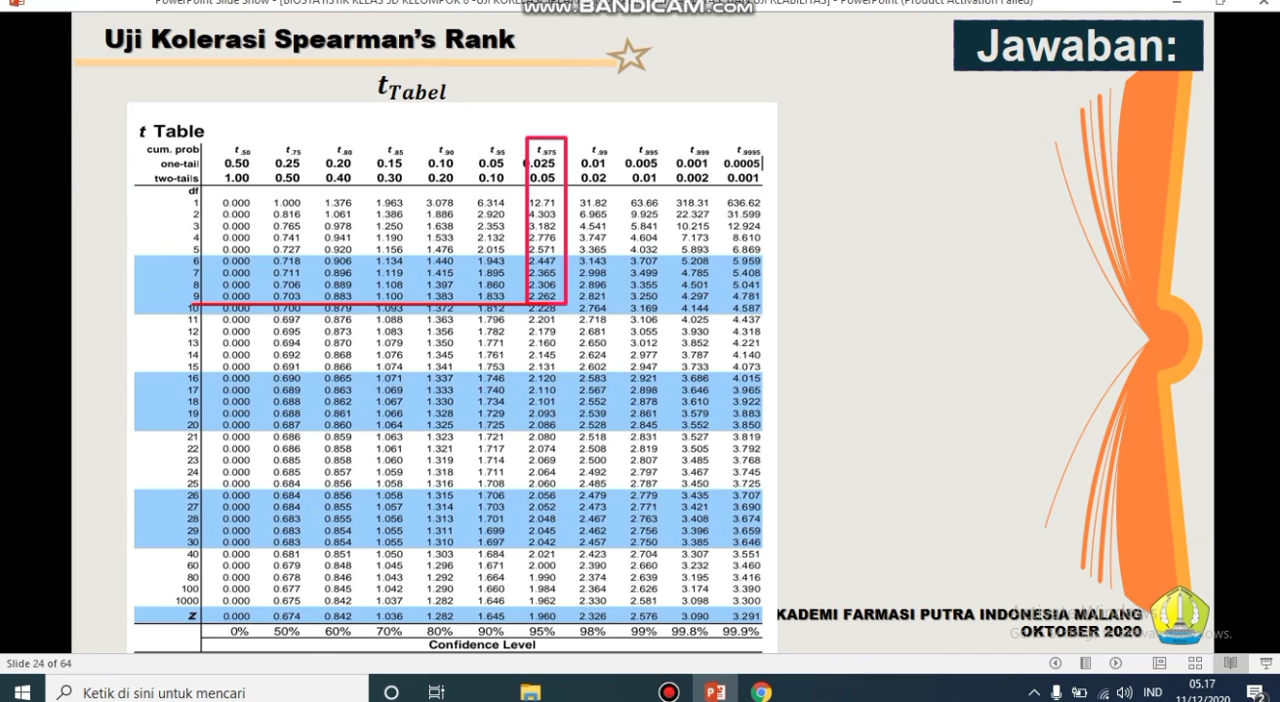 WWW.BANDICAM.COM
Uji Kolerasi Spearman's Rank
Jawaban:
tTabel
t Table
cum. prob t.50 t.75 t.80 t.85 t.90 t.95 t.975 t.99 t.995 t.999 t.9995
one-tail 0.50 0.25 0.20 0.15 0.10 0.05 0.025 0.01 0.005 0.001 0.0005
two-tails 1.00 0.50 0.40 0.30 0.20 0.10 0.05 0.02 0.01 0.002 0.001
df
1 0.000 1.000 1.376 1.963 3.078 6.314 12.71 31.82 63.66 318.31 636.62
2 0.000 0.816 1.061 1.386 1.886 2.920 4.303 6.965 9.925 22.327 31.599
3 0.000 0.765 0.978 1.250 1.638 2.353 3.182 4.541 5.841 10.215 12.924
4 0.000 0.741 0.941 1.190 1.533 2.132 2.776 3.747 4.604 7.173 8.610
5 0.000 0.727 0.920 1.156 1.476 2.015 2.571 3.365 4.032 5.893 6.869
6 0.000 0.718 0.906 1.134 1.440 1.943 2.447 3.143 3.707 5.208 5.959
7 0.000 0.711 0.896 1.119 1.415 1.895 2.365 2.998 3.499 4.785 5.408
8 0.000 0.706 0.889 1.108 1.397 1.860 2.306 2.896 3.355 4.501 5.041
9 0.000 0.703 0.883 1.100 1.383 1.833 2.262 2.821 3.250 4.297 4.781
10 0.000 0.700 0.879 1.093 1.372 1.812 2.228 2.764 3.169 4.144 4.587
11 0.000 0.697 0.876 1.088 1.363 1.796 2.201 2.718 3.106 4.025 4.437
12 0.000 0.695 0.873 1.083 1.356 1.782 2.179 2.681 3.055 3.930 4.318
13 0.000 0.694 0.870 1.079 1.350 1.771 2.160 2.650 3.012 3.852 4.221
14 0.000 0.692 0.868 1.076 1.345 1.761 2.145 2.624 2.977 3.787 4.140
15 0.000 0.691 0.866 1.074 1.341 1.753 2.131 2.602 2.947 3.733 4.073
16 0.000 0.690 0.865 1.071 1.337 1.746 2.120 2.583 2.921 3.686 4.015
17 0.000 0.689 0.863 1.069 1.333 1.740 2.110 2.567 2.898 3.646 3.965
18 0.000 0.688 0.862 1.067 1.330 1.734 2.101 2.552 2.878 3.610 3.922
19 0.000 0.688 0.861 1.066 1.328 1.729 2.093 2.539 2.861 3.579 3.883
20 0.000 0.687 0.860 1.064 1.325 1.725 2.086 2.528 2.845 3.552 3.850
21 0.000 0.686 0.859 1.063 1.323 1.721 2.080 2.518 2.831 3.527 3.819
22 0.000 0.686 0.858 1.061 1.321 1.717 2.074 2.508 2.819 3.505 3.792
23 0.000 0.685 0.858 1.060 1.319 1.714 2.069 2.500 2.807 3.485 3.768
24 0.000 0.685 0.857 1.059 1.318 1.711 2.064 2.492 2.797 3.467 3.745
25 0.000 0.684 0.856 1.058 1.316 1.708 2.060 2.485 2.787 3.450 3.725
26 0.000 0.684 0.856 1.058 1.315 1.706 2.056 2.479 2.779 3.435 3.707
27 0.000 0.684 0.855 1.057 1.314 1.703 2.052 2.473 2.771 3.421 3.690
28 0.000 0.683 0.855 1.056 1.313 1.701 2.048 2.467 2.763 3.408 3.674
29 0.000 0.683 0.854 1.055 1.311 1.699 2.045 2.462 2.756 3.396 3.659
30 0.000 0.683 0.854 1.055 1.310 1.697 2.042 2.457 2.750 3.385 3.646
40 0.000 0.681 0.851 1.050 1.303 1.684 2.021 2.423 2.704 3.307 3.551
60 0.000 0.679 0.848 1.045 1.296 1.671 2.000 2.390 2.660 3.232 3.460
80 0.000 0.678 0.846 1.043 1.292 1.664 1.990 2.374 2.639 3.195 3.416
100 0.000 0.677 0.845 1.042 1.290 1.660 1.984 2.364 2.626 3.174 3.390
1000 0.000 0.675 0.842 1.037 1.282 1.646 1.962 2.330 2.581 3.098 3.300
Z 0.000 0.674 0.842 1.036 1.282 1.645 1.960 2.326 2.576 3.090 3.291
0% 50% 60% 70% 80% 90% 95% 98% 99% 99.8% 99.9%
Confidence Level
KADEMI FARMASI PUTRA INDONESIA MALANG
OKTOBER 2020
Slide 24 of 64
Ketik di sini untuk mencari
IND
05.17
11/12/2020